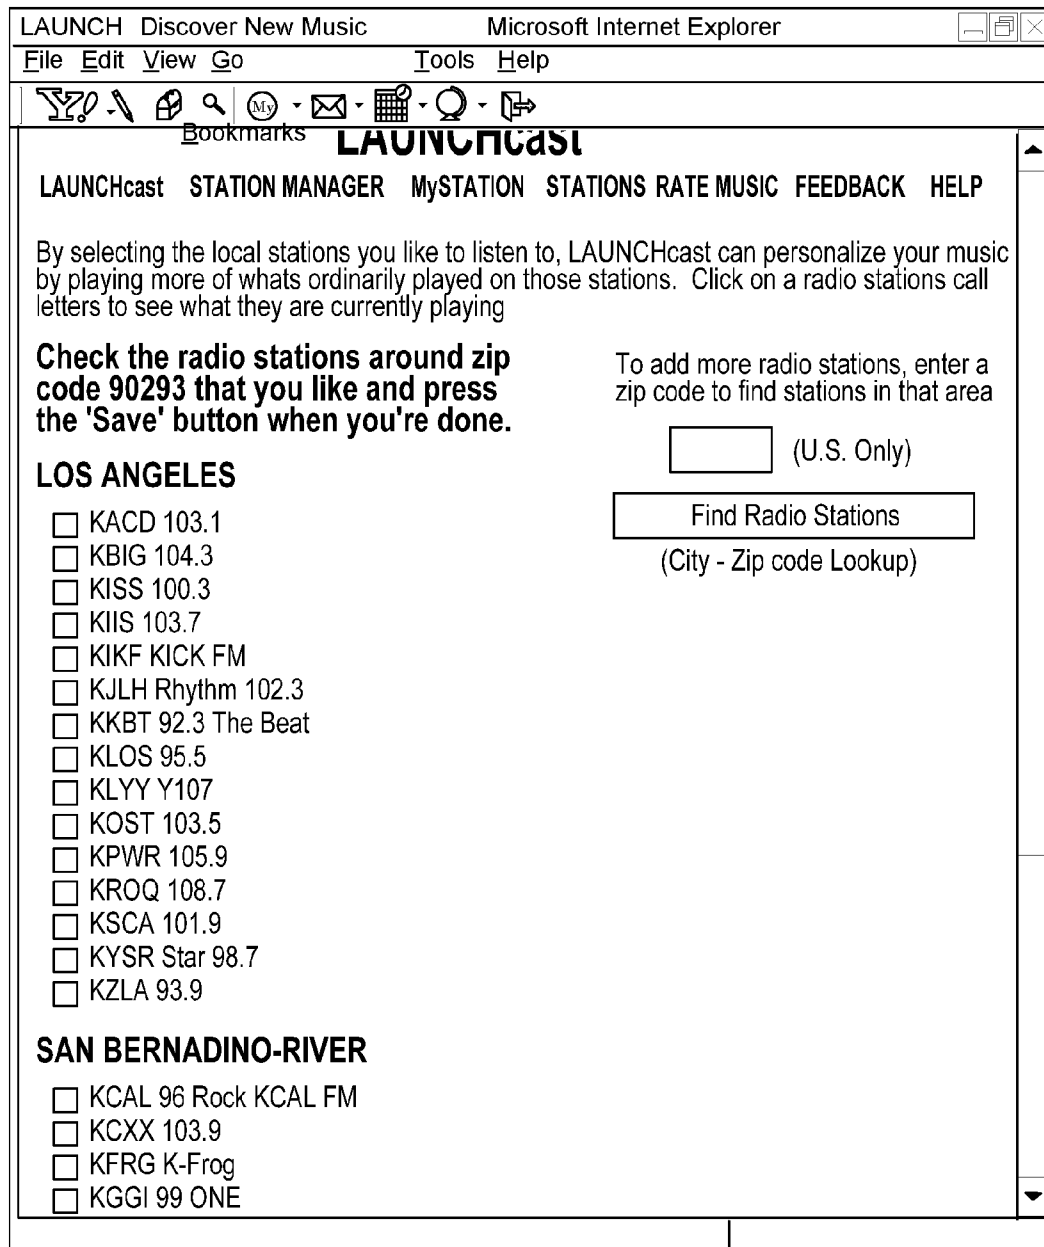 LAUNCH Discover New Music Microsoft Internet Explorer
File Edit View Go Tools Help
Y! My
Bookmarks
LAUNCHcast
LAUNCHcast STATION MANAGER MySTATION STATIONS RATE MUSIC FEEDBACK HELP
By selecting the local stations you like to listen to, LAUNCHcast can personalize your music
by playing more of whats ordinarily played on those stations. Click on a radio stations call
letters to see what they are currently playing
Check the radio stations around zip
code 90293 that you like and press
the 'Save' button when you're done.
To add more radio stations, enter a
zip code to find stations in that area
(U.S. Only)
Find Radio Stations
(City - Zip code Lookup)
LOS ANGELES
KACD 103.1
KBIG 104.3
KISS 100.3
KIIS 103.7
KIKF KICK FM
KJLH Rhythm 102.3
KKBT 92.3 The Beat
KLOS 95.5
KLYY Y107
KOST 103.5
KPWR 105.9
KROQ 108.7
KSCA 101.9
KYSR Star 98.7
KZLA 93.9
SAN BERNADINO-RIVER
KCAL 96 Rock KCAL FM
KCXX 103.9
KFRG K-Frog
KGGI 99 ONE